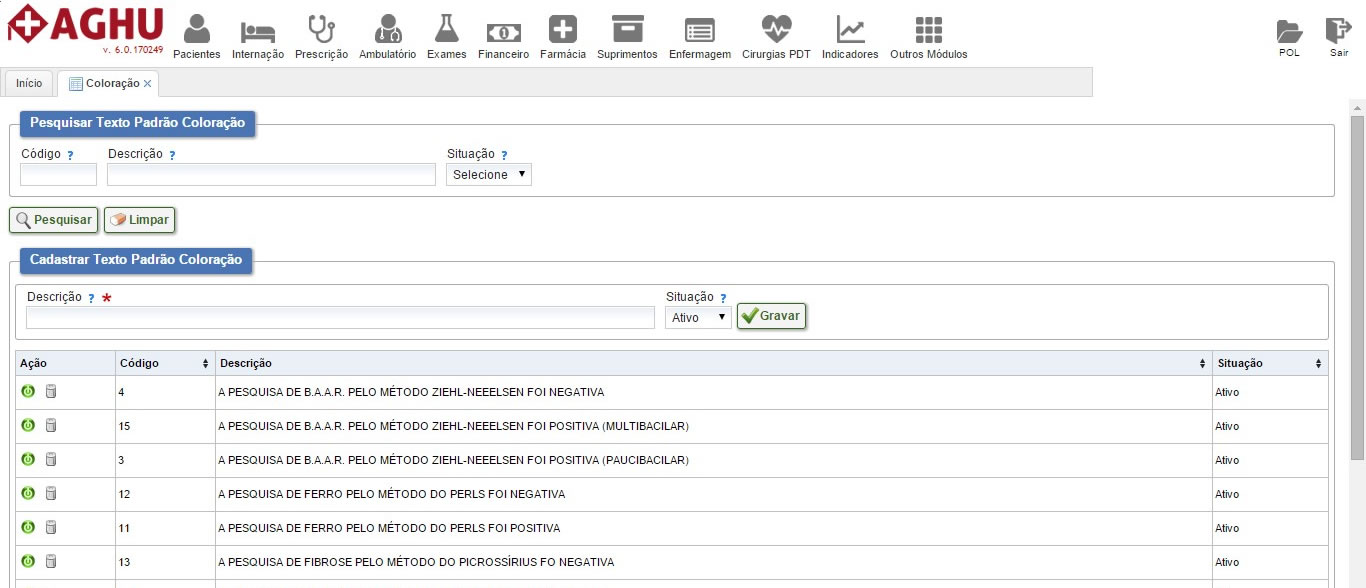 AGHU
v. 6.0.170249
Pacientes Internação Prescrição Ambulatório Exames Financeiro Farmácia Suprimentos Enfermagem Cirurgias PDT Indicadores Outros Módulos POL Sair
Início Coloração ×
Pesquisar Texto Padrão Coloração
Código ? Descrição ? Situação ?
Selecione
Pesquisar Limpar
Cadastrar Texto Padrão Coloração
Descrição ? * Situação ?
Ativo Gravar
Ação Código Descrição Situação
4 A PESQUISA DE B.A.A.R. PELO MÉTODO ZIEHL-NEEELSEN FOI NEGATIVA Ativo
15 A PESQUISA DE B.A.A.R. PELO MÉTODO ZIEHL-NEEELSEN FOI POSITIVA (MULTIBACILAR) Ativo
3 A PESQUISA DE B.A.A.R. PELO MÉTODO ZIEHL-NEEELSEN FOI POSITIVA (PAUCIBACILAR) Ativo
12 A PESQUISA DE FERRO PELO MÉTODO DO PERLS FOI NEGATIVA Ativo
11 A PESQUISA DE FERRO PELO MÉTODO DO PERLS FOI POSITIVA Ativo
13 A PESQUISA DE FIBROSE PELO MÉTODO DO PICROSSÍRIUS FO NEGATIVA Ativo